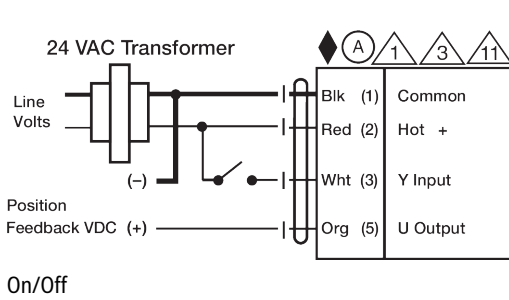 24 VAC Transformer
A 1 3 11
Line
Volts
Blk (1) Common
Red (2) Hot +
(–) Wht (3) Y Input
Position
Feedback VDC (+) Org (5) U Output
On/Off